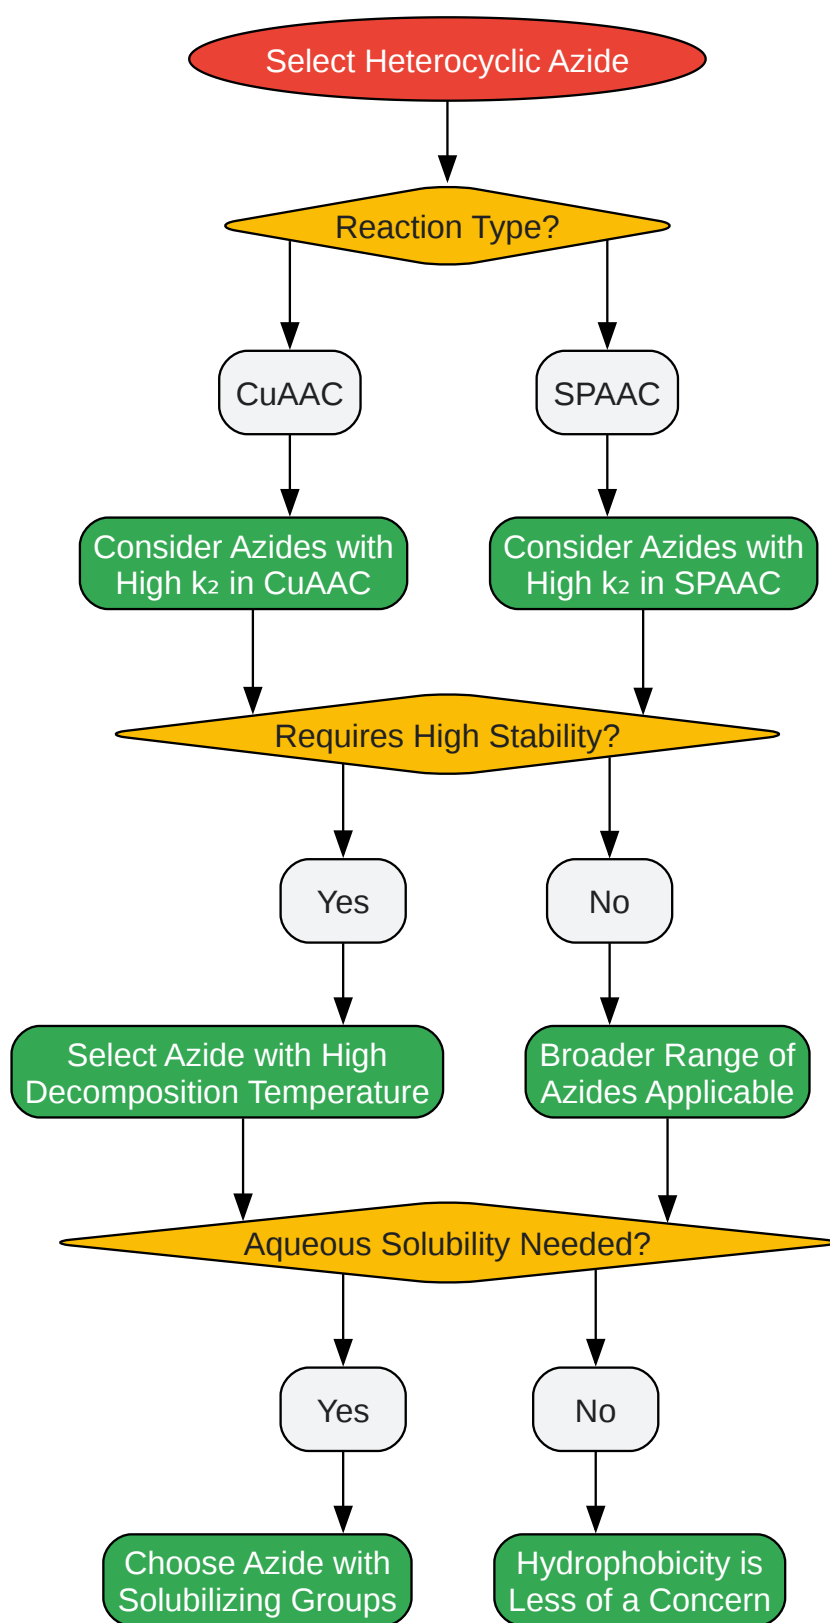 Select Heterocyclic Azide
Reaction Type?
CuAAC
SPAAC
Consider Azides with
High k₂ in CuAAC
Consider Azides with
High k₂ in SPAAC
Requires High Stability?
Yes
No
Select Azide with High
Decomposition Temperature
Broader Range of
Azides Applicable
Aqueous Solubility Needed?
Yes
No
Choose Azide with
Solubilizing Groups
Hydrophobicity is
Less of a Concern